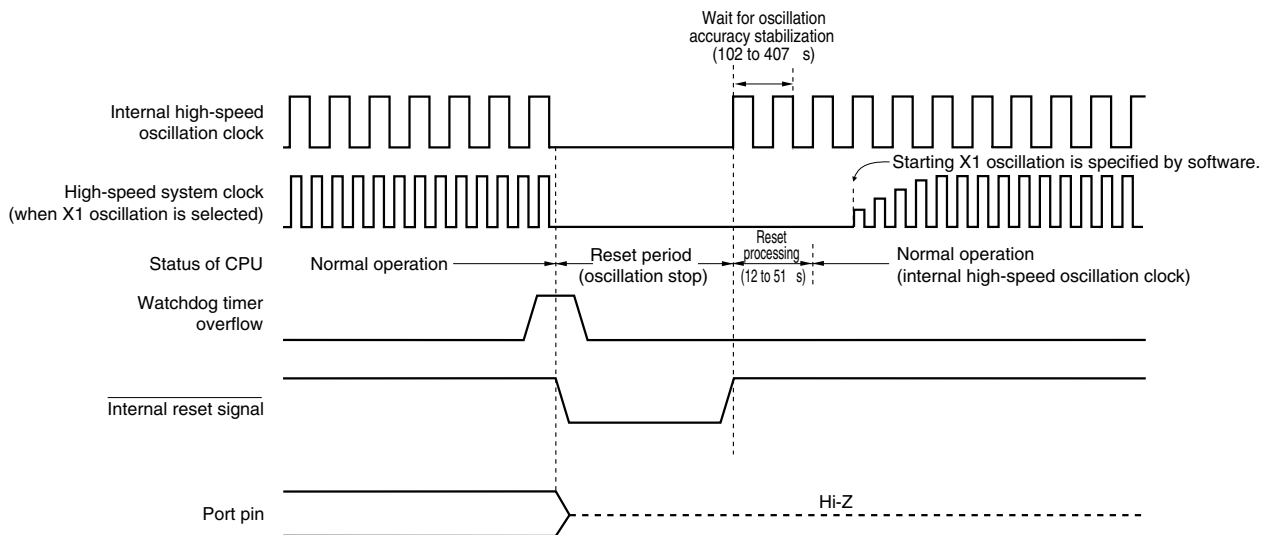 Wait for oscillation
accuracy stabilization
(102 to 407 s)
Internal high-speed
oscillation clock
Starting X1 oscillation is specified by software.
High-speed system clock
(when X1 oscillation is selected)
Status of CPU
Normal operation
Reset period
(oscillation stop)
Reset
processing
(12 to 51 s)
Normal operation
(internal high-speed oscillation clock)
Watchdog timer
overflow
Internal reset signal
Port pin
Hi-Z